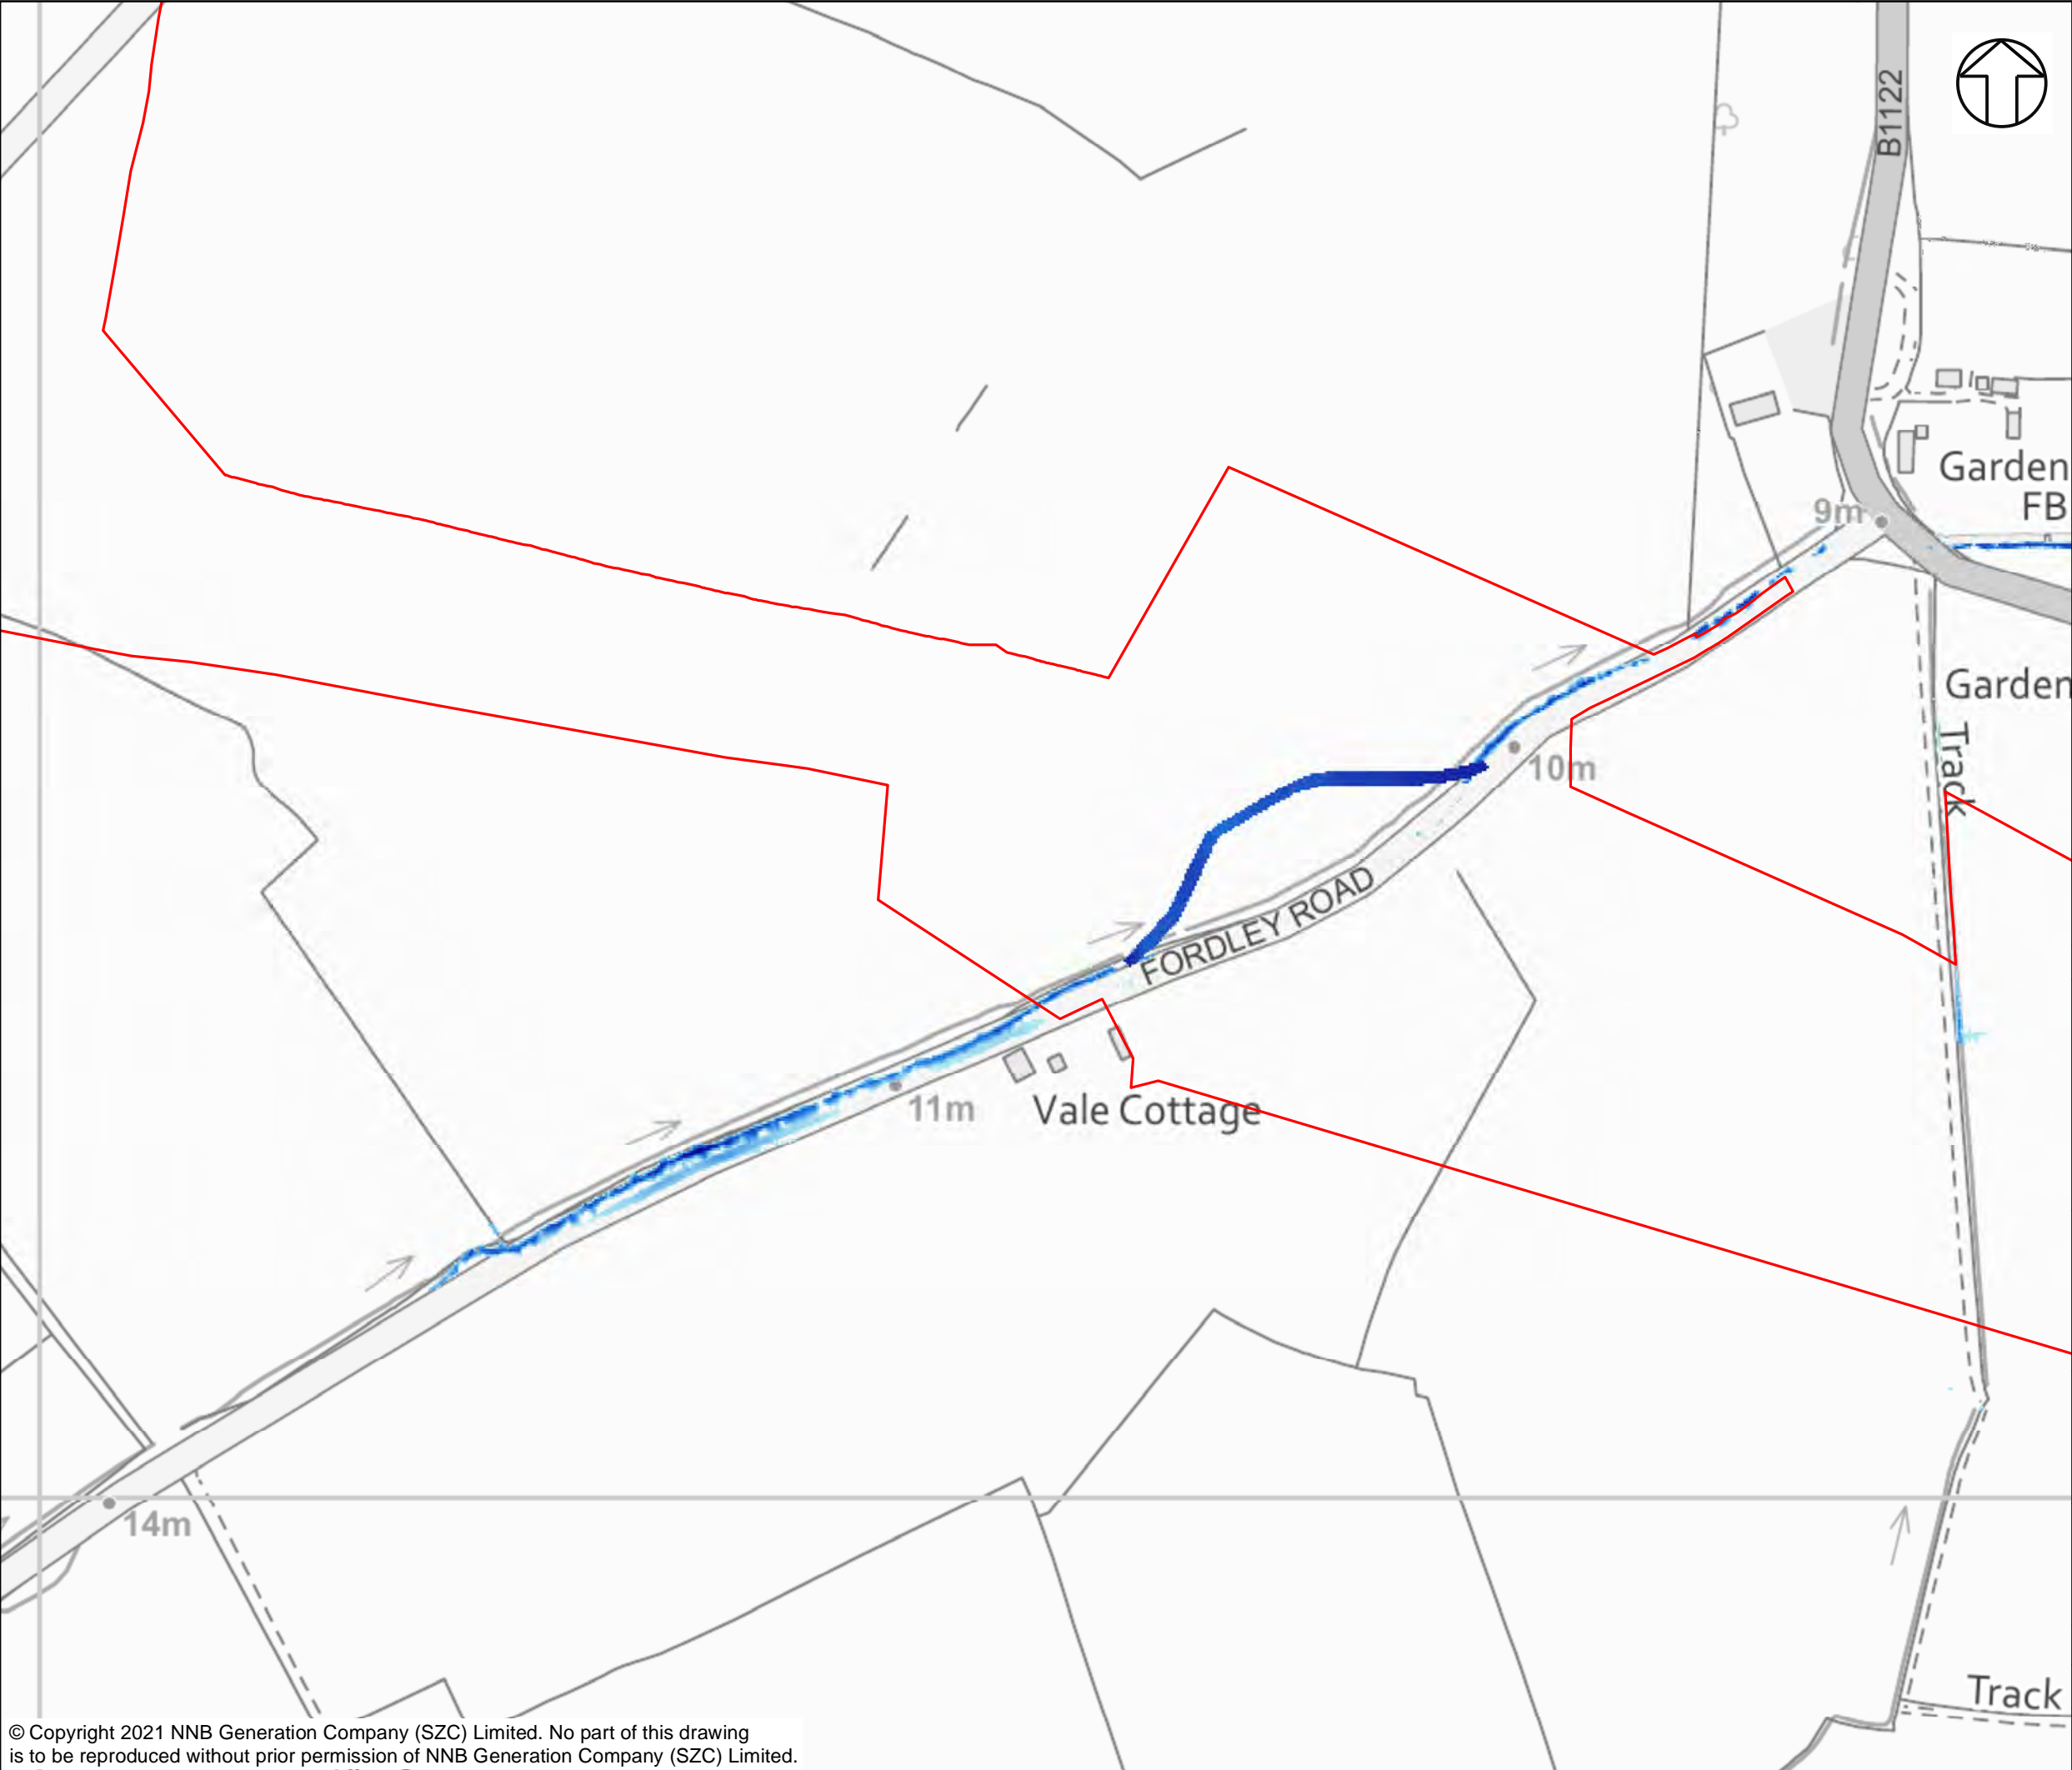 B1122
Garden
FB
9m
Garden
Track
10m
FORDLEY ROAD
11m
Vale Cottage
14m
Track
© Copyright 2021 NNB Generation Company (SZC) Limited. No part of this drawing
is to be reproduced without prior permission of NNB Generation Company (SZC) Limited.